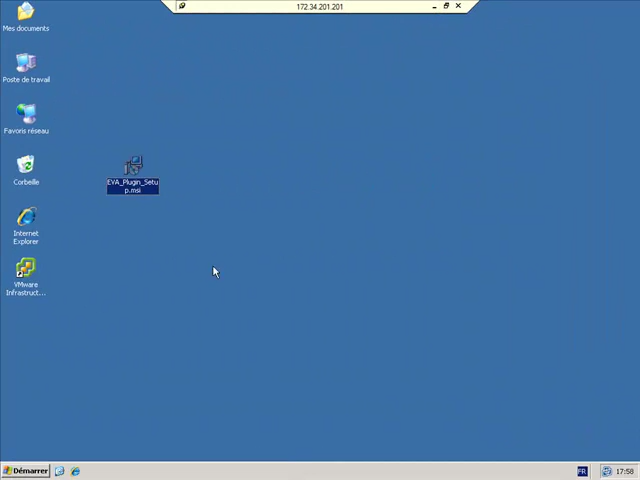 172.34.201.201
Mes documents
Poste de travail
Favoris réseau
EVA_Plugin_Setu
p.msi
Corbeille
Internet
Explorer
VMware
Infrastruct...
Démarrer
FR
17:58